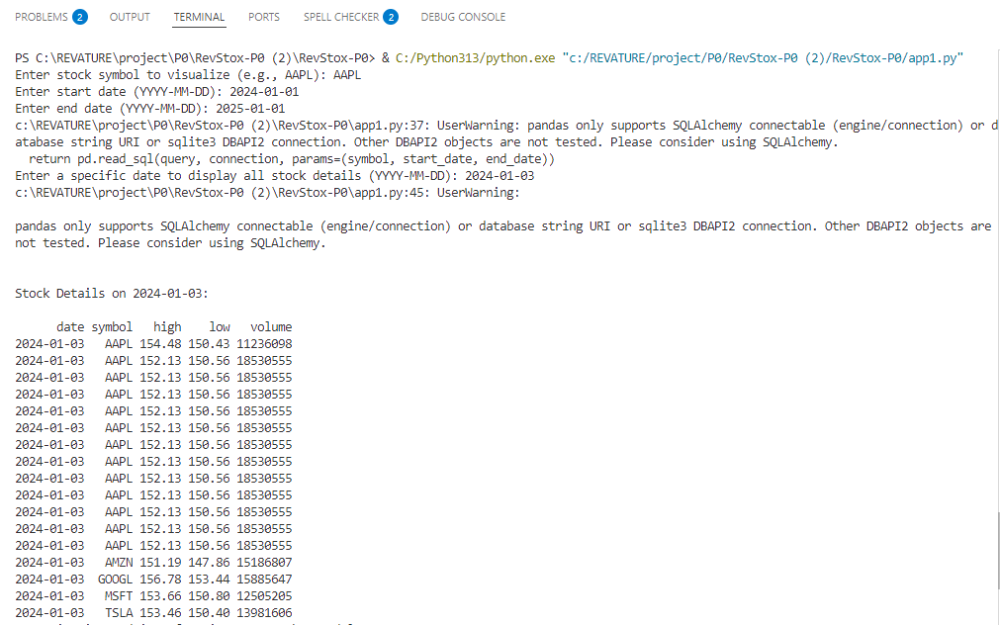 PROBLEMS 2 OUTPUT TERMINAL PORTS SPELL CHECKER 2 DEBUG CONSOLE
PS C:\REVATURE\project\P0\RevStox-P0 (2)\RevStox-P0> & C:/Python313/python.exe "c:/REVATURE/project/P0/RevStox-P0 (2)/RevStox-P0/app1.py"
Enter stock symbol to visualize (e.g., AAPL): AAPL
Enter start date (YYYY-MM-DD): 2024-01-01
Enter end date (YYYY-MM-DD): 2025-01-01
c:\REVATURE\project\P0\RevStox-P0 (2)\RevStox-P0\app1.py:37: UserWarning: pandas only supports SQLAlchemy connectable (engine/connection) or d
atabase string URI or sqlite3 DBAPI2 connection. Other DBAPI2 objects are not tested. Please consider using SQLAlchemy.
  return pd.read_sql(query, connection, params=(symbol, start_date, end_date))
Enter a specific date to display all stock details (YYYY-MM-DD): 2024-01-03
c:\REVATURE\project\P0\RevStox-P0 (2)\RevStox-P0\app1.py:45: UserWarning:
pandas only supports SQLAlchemy connectable (engine/connection) or database string URI or sqlite3 DBAPI2 connection. Other DBAPI2 objects are
not tested. Please consider using SQLAlchemy.
Stock Details on 2024-01-03:
date symbol high low volume
2024-01-03 AAPL 154.48 150.43 11236098
2024-01-03 AAPL 152.13 150.56 18530555
2024-01-03 AAPL 152.13 150.56 18530555
2024-01-03 AAPL 152.13 150.56 18530555
2024-01-03 AAPL 152.13 150.56 18530555
2024-01-03 AAPL 152.13 150.56 18530555
2024-01-03 AAPL 152.13 150.56 18530555
2024-01-03 AAPL 152.13 150.56 18530555
2024-01-03 AAPL 152.13 150.56 18530555
2024-01-03 AAPL 152.13 150.56 18530555
2024-01-03 AAPL 152.13 150.56 18530555
2024-01-03 AAPL 152.13 150.56 18530555
2024-01-03 AAPL 152.13 150.56 18530555
2024-01-03 AMZN 151.19 147.86 15186807
2024-01-03 GOOGL 156.78 153.44 15885647
2024-01-03 MSFT 153.66 150.80 12505205
2024-01-03 TSLA 153.46 150.40 13981606